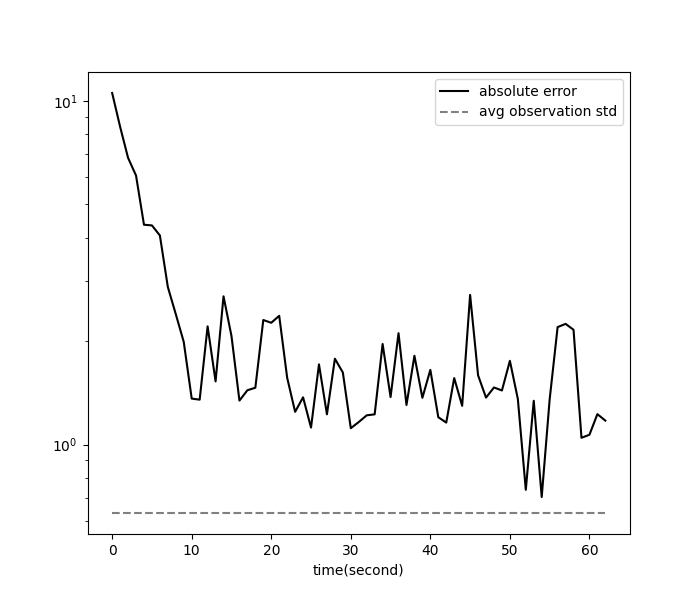 absolute error
avg observation std
10¹
10⁰
0 10 20 30 40 50 60
time(second)